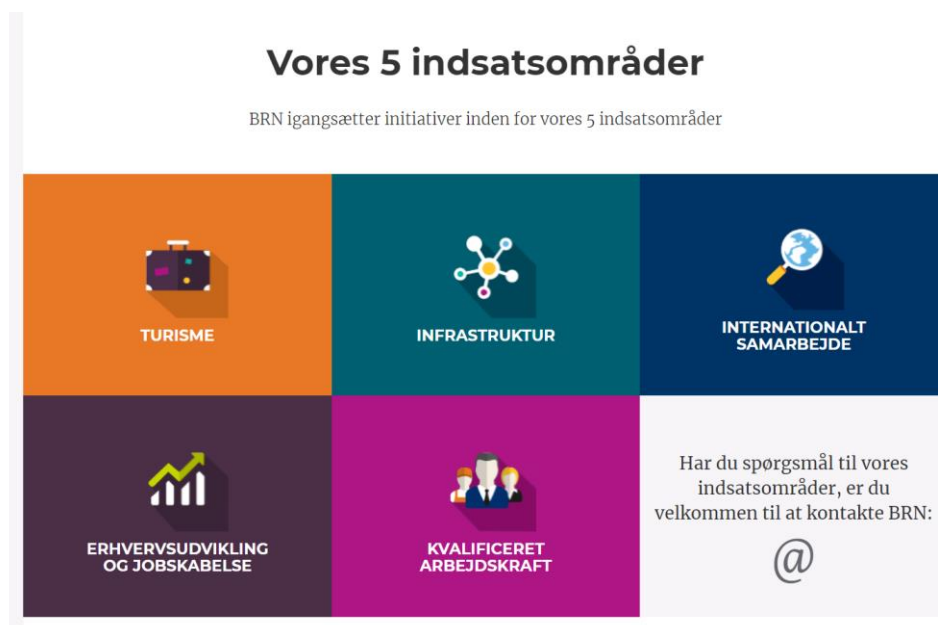 Vores 5 indsatsområder
BRN igangsætter initiativer inden for vores 5 indsatsområder
TURISME
INFRASTRUKTUR
INTERNATIONALT
SAMARBEJDE
ERHVERVSUDVIKLING
OG JOBSKABELSE
KVALIFICERET
ARBEJDSKRAFT
Har du spørgsmål til vores
indsatsområder, er du
velkommen til at kontakte BRN:
@